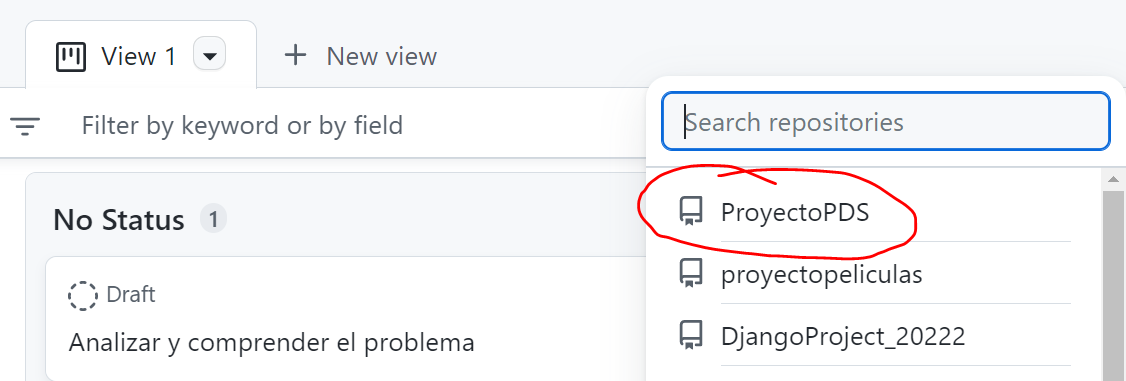 View 1
New view
Filter by keyword or by field
Search repositories
No Status 1
ProyectoPDS
proyectopeliculas
Draft
DjangoProject_20222
Analizar y comprender el problema